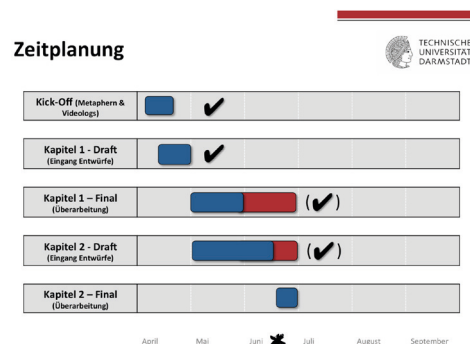 Zeitplanung
TECHNISCHE
UNIVERSITÄT
DARMSTADT
Kick-Off (Metaphern &
Videologs)
Kapitel 1 - Draft
(Eingang Entwürfe)
Kapitel 1 – Final
(Überarbeitung)
Kapitel 2 - Draft
(Eingang Entwürfe)
Kapitel 2 – Final
(Überarbeitung)
April Mai Juni Juli August September